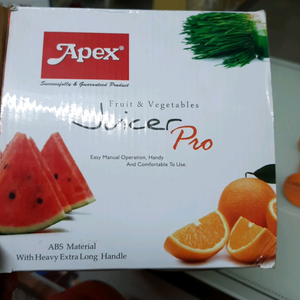 Apex®
Successfully & Guaranteed Product
Fruit & Vegetables
Juicer Pro
Easy Manual Operation, Handy
And Comfortable To Use.
ABS Material
With Heavy Extra Long Handle